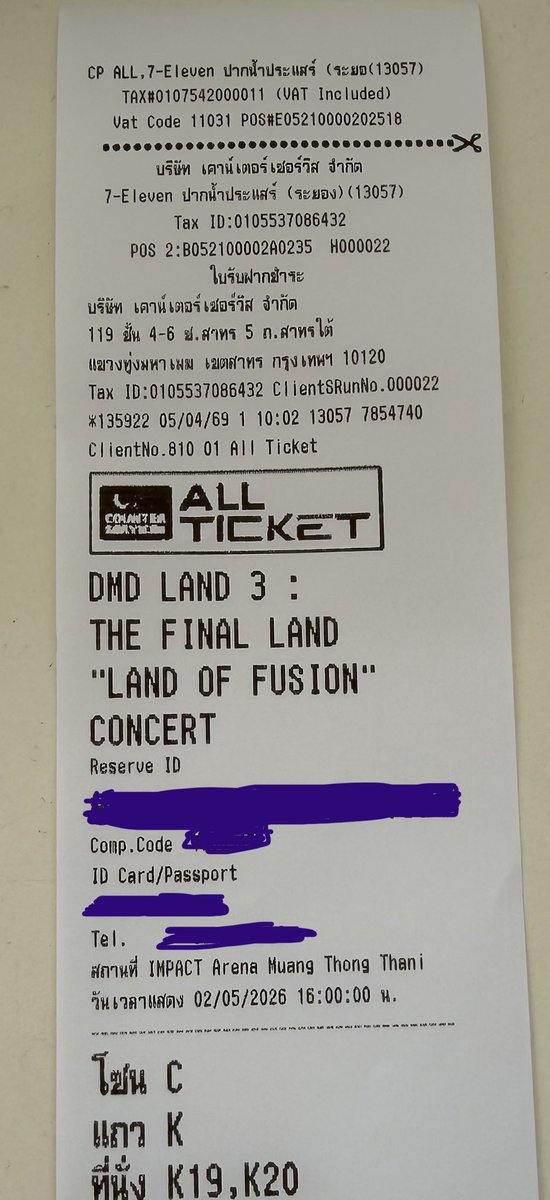 CP ALL,7-Eleven ปากน้ำประแสร์ (ระยอ(13057)
TAX#0107542000011 (VAT Included)
Vat Code 11031 POS#E05210000202518
บริษัท เคาน์เตอร์เซอร์วิส จำกัด
7-Eleven ปากน้ำประแสร์ (ระยอง)(13057)
Tax ID:0105537086432
POS 2:B052100002A0235 H000022
ใบรับฝากชำระ
บริษัท เคาน์เตอร์เซอร์วิส จำกัด
119 ชั้น 4-6 ซ.สาทร 5 ถ.สาทรใต้
แขวงทุ่งมหาเมฆ เขตสาทร กรุงเทพฯ 10120
Tax ID:0105537086432 ClientSRunNo.000022
*135922 05/04/69 1 10:02 13057 7854740
ClientNo.810 01 All Ticket
COUNTER SERVICE
ALL TICKET
DMD LAND 3 :
THE FINAL LAND
"LAND OF FUSION"
CONCERT
Reserve ID
Comp.Code
ID Card/Passport
Tel.
สถานที่ IMPACT Arena Muang Thong Thani
วันเวลาแสดง 02/05/2026 16:00:00 น.
โซน C
แถว K
ที่นั่ง K19,K20